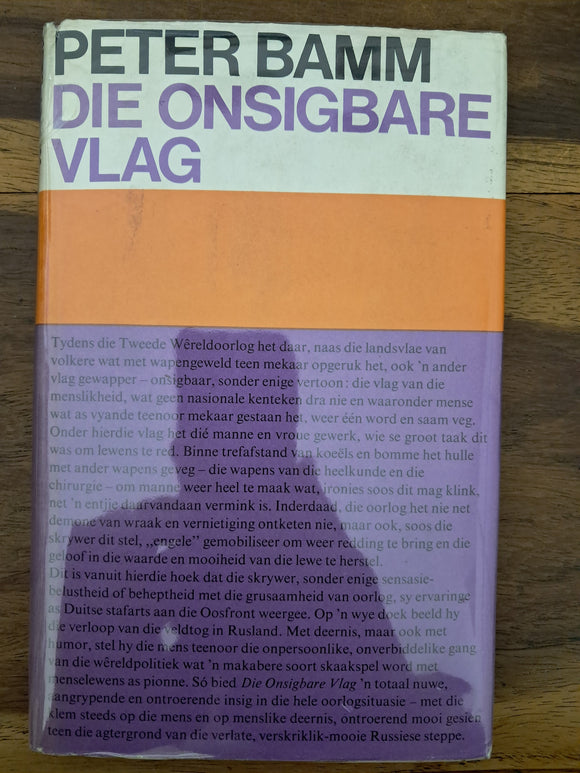 PETER BAMM
DIE ONSIGBARE
VLAG
Tydens die Tweede Wêreldoorlog het daar, naas die landsvlae van
volkere wat met wapengeweld teen mekaar opgeruk het, ook 'n ander
vlag gewapper – onsigbaar, sonder enige vertoon: die vlag van die
menslikheid, wat geen nasionale kenteken dra nie en waaronder mense
wat as vyande teenoor mekaar gestaan het, weer één word en saam veg.
Onder hierdie vlag het dié manne en vroue gewerk, wie se groot taak dit
was om lewens te red. Binne trefafstand van koeëls en bomme het hulle
met ander wapens geveg – die wapens van die heelkunde en die
chirurgie – om manne weer heel te maak wat, ironies soos dit mag klink,
net 'n entjie daarvandaan vermink is. Inderdaad, die oorlog het nie net
demone van wraak en vernietiging ontketen nie, maar ook, soos die
skrywer dit stel, ,,engele" gemobiliseer om weer redding te bring en die
geloof in die waarde en mooiheid van die lewe te herstel.
Dit is vanuit hierdie hoek dat die skrywer, sonder enige sensasie-
belustheid of beheptheid met die grusaamheid van oorlog, sy ervaringe
as Duitse stafarts aan die Oosfront weergee. Op 'n wye doek beeld hy
die verloop van die veldtog in Rusland. Met deernis, maar ook met
humor, stel hy die mens teenoor die onpersoonlike, onverbiddelike gang
van die wêreldpolitiek wat 'n makabere soort skaakspel word met
menselewens as pionne. Só bied Die Onsigbare Vlag 'n totaal nuwe,
aangrypende en ontroerende insig in die hele oorlogsituasie – met die
klem steeds op die mens en op menslike deernis, ontroerend mooi gesien
teen die agtergrond van die verlate, verskriklik-mooie Russiese steppe.